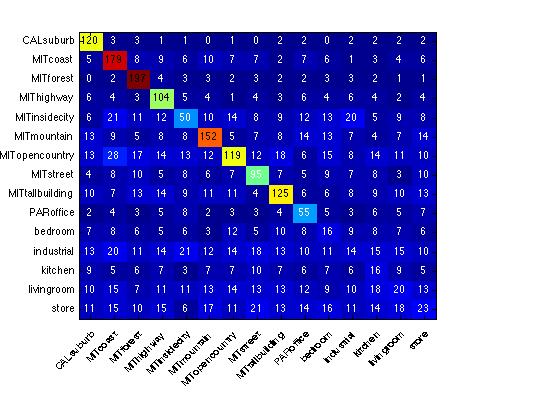 CALsuburb 120 3 3 1 1 0 1 0 2 2 0 2 2 2 2
MITcoast 5 179 8 9 6 10 7 7 2 7 6 1 3 4 6
MITforest 0 2 197 4 3 3 2 3 2 2 3 3 2 1 1
MIThighway 6 4 3 104 5 4 1 4 3 6 4 6 4 2 4
MITinsidecity 6 21 11 12 50 10 14 8 9 12 13 20 5 9 8
MITmountain 13 9 5 8 8 152 5 7 8 14 13 7 4 7 14
MITopencountry 13 28 17 14 13 12 119 12 18 6 15 8 14 11 10
MITstreet 4 8 10 5 8 6 7 95 7 5 9 7 8 3 10
MITtallbuilding 10 7 13 14 9 11 11 4 125 6 6 8 9 10 13
PARoffice 2 4 3 5 8 2 3 3 4 55 5 3 6 5 7
bedroom 7 8 6 5 6 3 12 5 10 8 16 9 8 7 6
industrial 13 20 11 14 21 12 14 18 13 10 11 14 15 15 10
kitchen 9 5 6 7 3 7 7 10 7 6 7 6 16 9 5
livingroom 10 15 7 11 11 13 14 13 13 12 9 10 18 20 13
store 11 15 10 15 6 17 11 21 13 14 16 11 14 18 23
CALsuburb
MITcoast
MITforest
MIThighway
MITinsidecity
MITmountain
MITopencountry
MITstreet
MITtallbuilding
PARoffice
bedroom
industrial
kitchen
livingroom
store